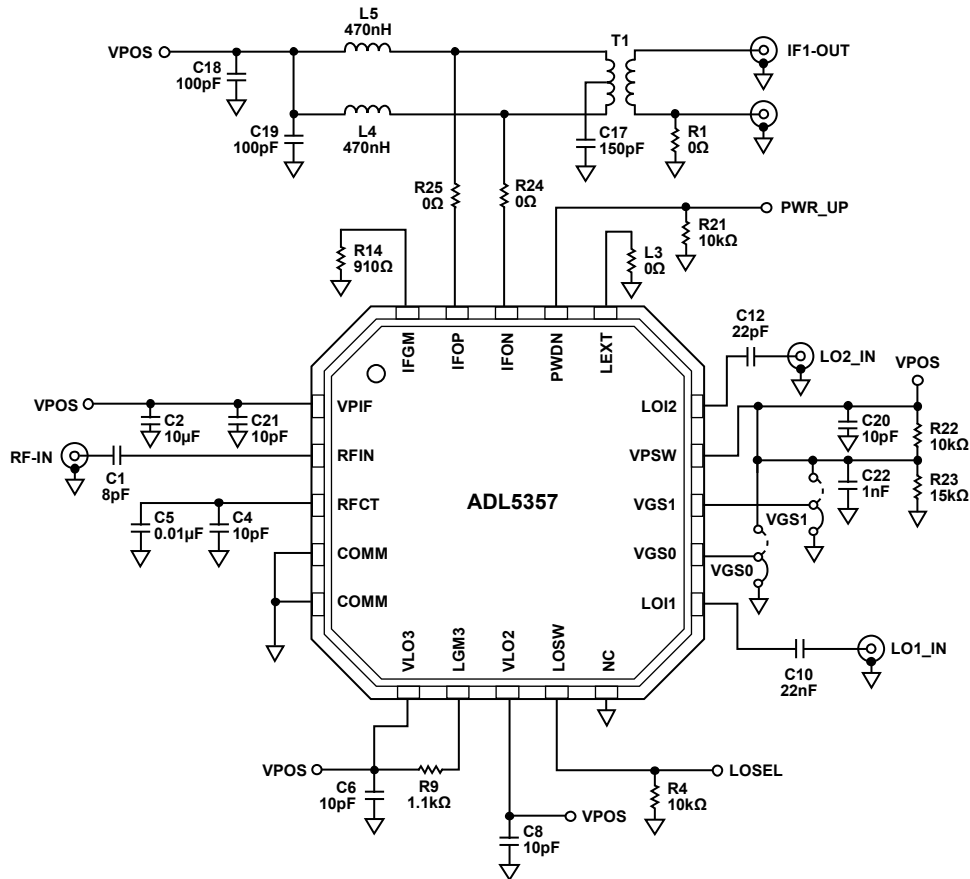 L5
470nH
VPOS
C18
100pF
T1
IF1-OUT
C19
100pF
L4
470nH
C17
150pF
R1
0Ω
R25
0Ω
R24
0Ω
PWR_UP
R21
10kΩ
R14
910Ω
L3
0Ω
IFGM
IFOP
IFON
PWDN
LEXT
C12
22pF
LO2_IN
VPOS
VPOS
C2
10µF
C21
10pF
VPIF
LOI2
C20
10pF
R22
10kΩ
RF-IN
C1
8pF
RFIN
VPSW
C5
0.01µF
C4
10pF
RFCT
ADL5357
VGS1
C22
1nF
R23
15kΩ
VGS1
COMM
VGS0
VGS0
COMM
LOI1
VLO3
LGM3
VLO2
LOSW
NC
LO1_IN
C10
22nF
VPOS
C6
10pF
R9
1.1kΩ
LOSEL
R4
10kΩ
VPOS
C8
10pF